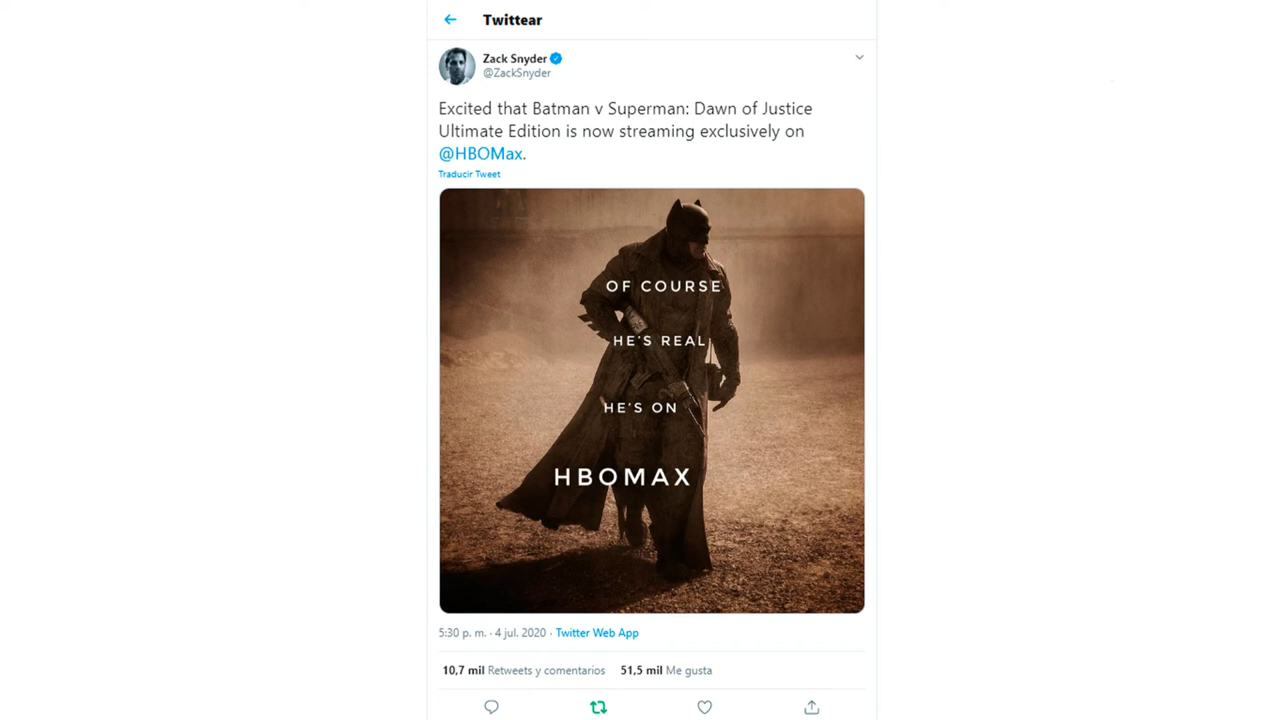 Twittear
Zack Snyder
@ZackSnyder
Excited that Batman v Superman: Dawn of Justice
Ultimate Edition is now streaming exclusively on
@HBOMax.
Traducir Tweet
OF COURSE
HE'S REAL
HE'S ON
HBOMAX
5:30 p. m. · 4 jul. 2020 · Twitter Web App
10,7 mil Retweets y comentarios 51,5 mil Me gusta